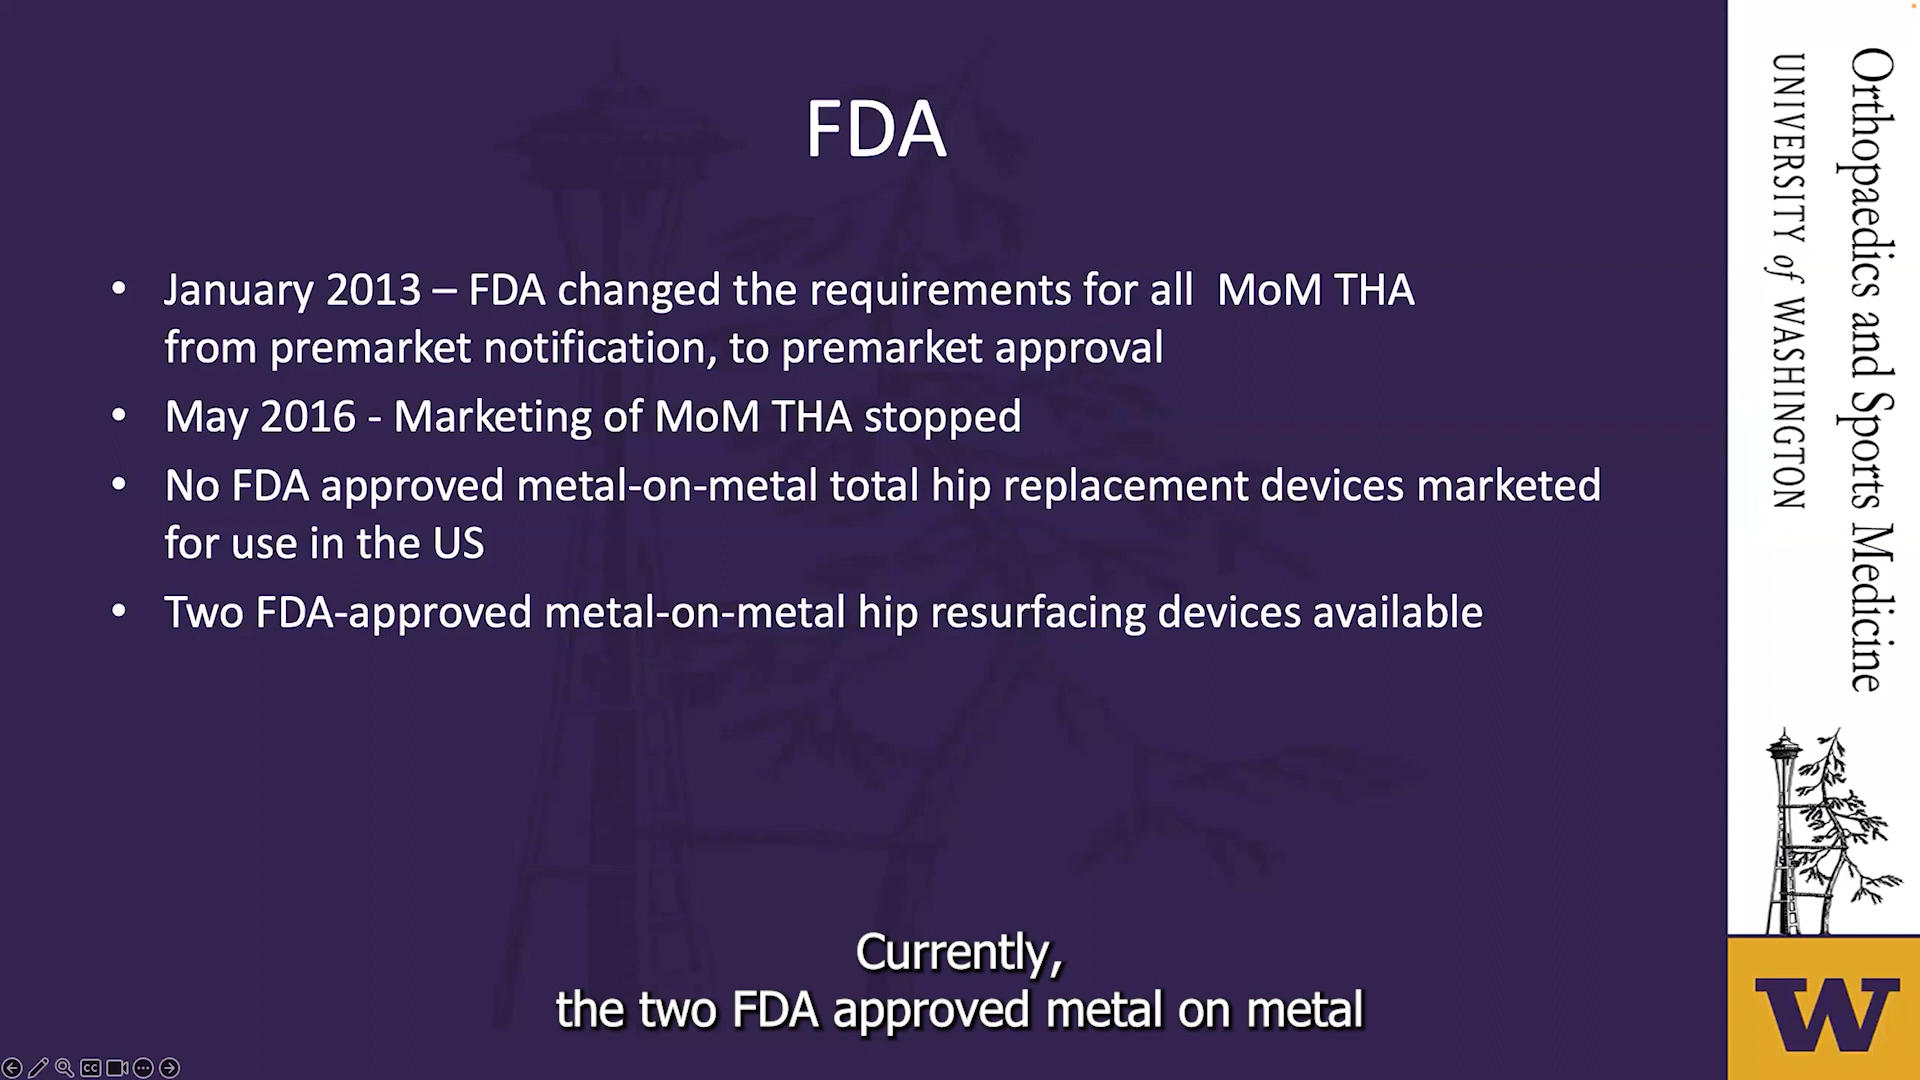 FDA
• January 2013 – FDA changed the requirements for all MoM THA
from premarket notification, to premarket approval
• May 2016 - Marketing of MoM THA stopped
• No FDA approved metal-on-metal total hip replacement devices marketed
for use in the US
• Two FDA-approved metal-on-metal hip resurfacing devices available
Currently,
the two FDA approved metal on metal
Orthopaedics and Sports Medicine
UNIVERSITY of WASHINGTON
W
CC